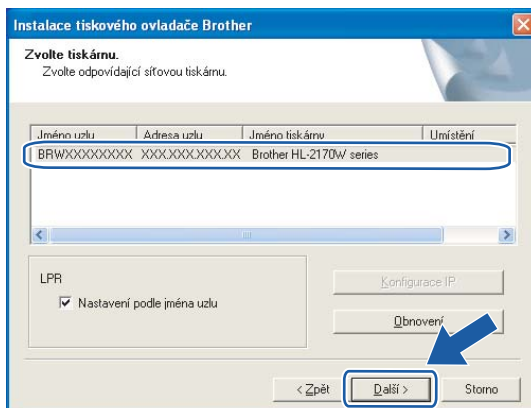 Instalace tiskového ovladače Brother
Zvolte tiskárnu.
Zvolte odpovídající síťovou tiskárnu.
Jméno uzlu Adresa uzlu Jméno tiskárny Umístění
BRWXXXXXXXX XXX.XXX.XXX.XX Brother HL-2170W series
LPR
Nastavení podle jména uzlu
Konfigurace IP
Obnovení
< Zpět Další > Storno